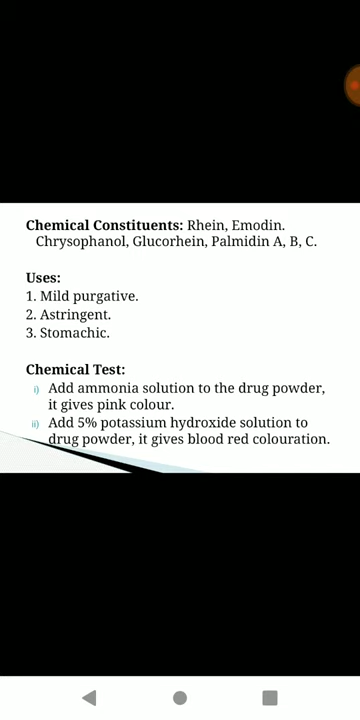 Chemical Constituents: Rhein, Emodin.
Chrysophanol, Glucorhein, Palmidin A, B, C.
Uses:
1. Mild purgative.
2. Astringent.
3. Stomachic.
Chemical Test:
i) Add ammonia solution to the drug powder,
it gives pink colour.
ii) Add 5% potassium hydroxide solution to
drug powder, it gives blood red colouration.